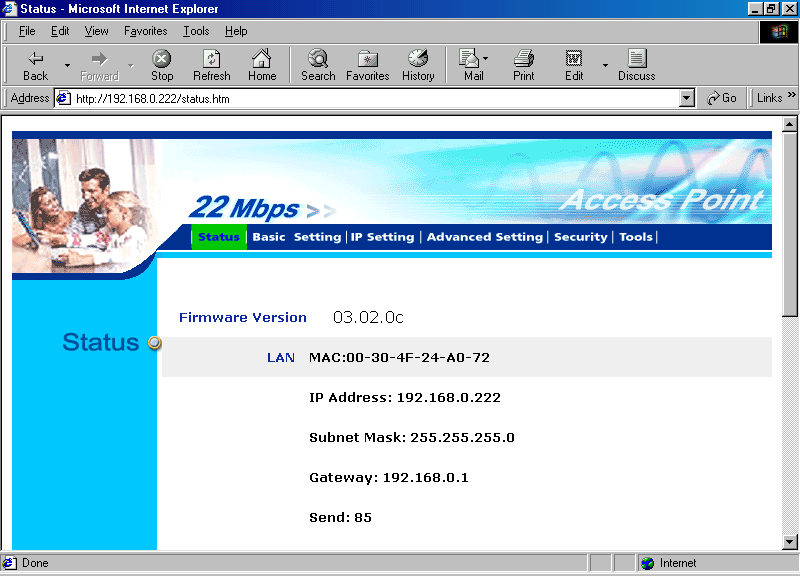 Status - Microsoft Internet Explorer
File Edit View Favorites Tools Help
Back Forward Stop Refresh Home Search Favorites History Mail Print Edit Discuss
Address http://192.168.0.222/status.htm Go Links »
22 Mbps >> Access Point
Status Basic Setting | IP Setting | Advanced Setting | Security | Tools |
Firmware Version 03.02.0c
Status
LAN MAC:00-30-4F-24-A0-72
IP Address: 192.168.0.222
Subnet Mask: 255.255.255.0
Gateway: 192.168.0.1
Send: 85
Done Internet